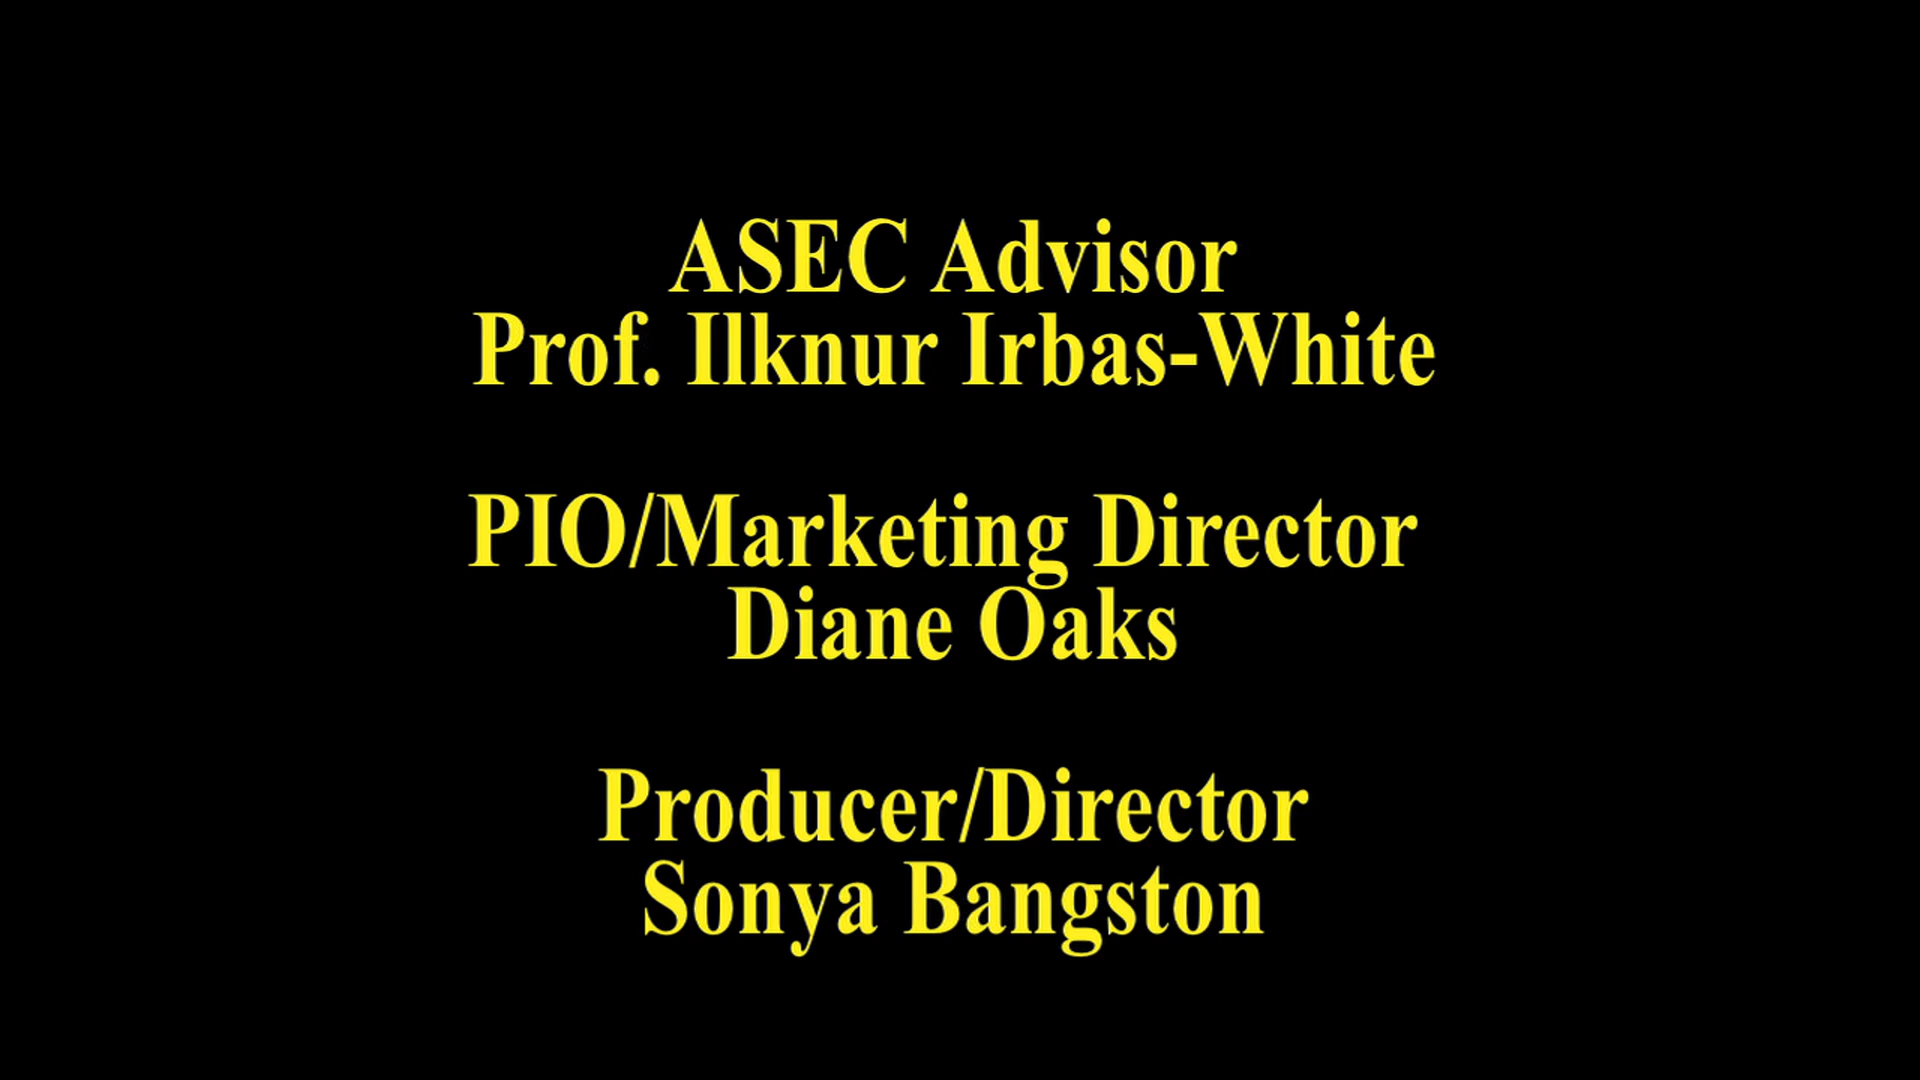 ASEC Advisor
Prof. Ilknur Irbas-White
PIO/Marketing Director
Diane Oaks
Producer/Director
Sonya Bangston